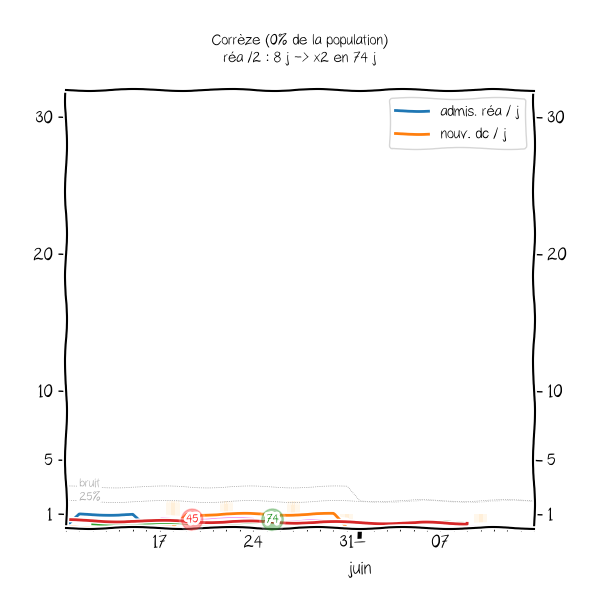 Corrèze (0% de la population)
réa /2 : 8 j -> x2 en 74 j
admis. réa / j
nouv. dc / j
30
30
20
20
10
10
5
5
bruit
25%
1
45
74
1
17
24
31
07
juin